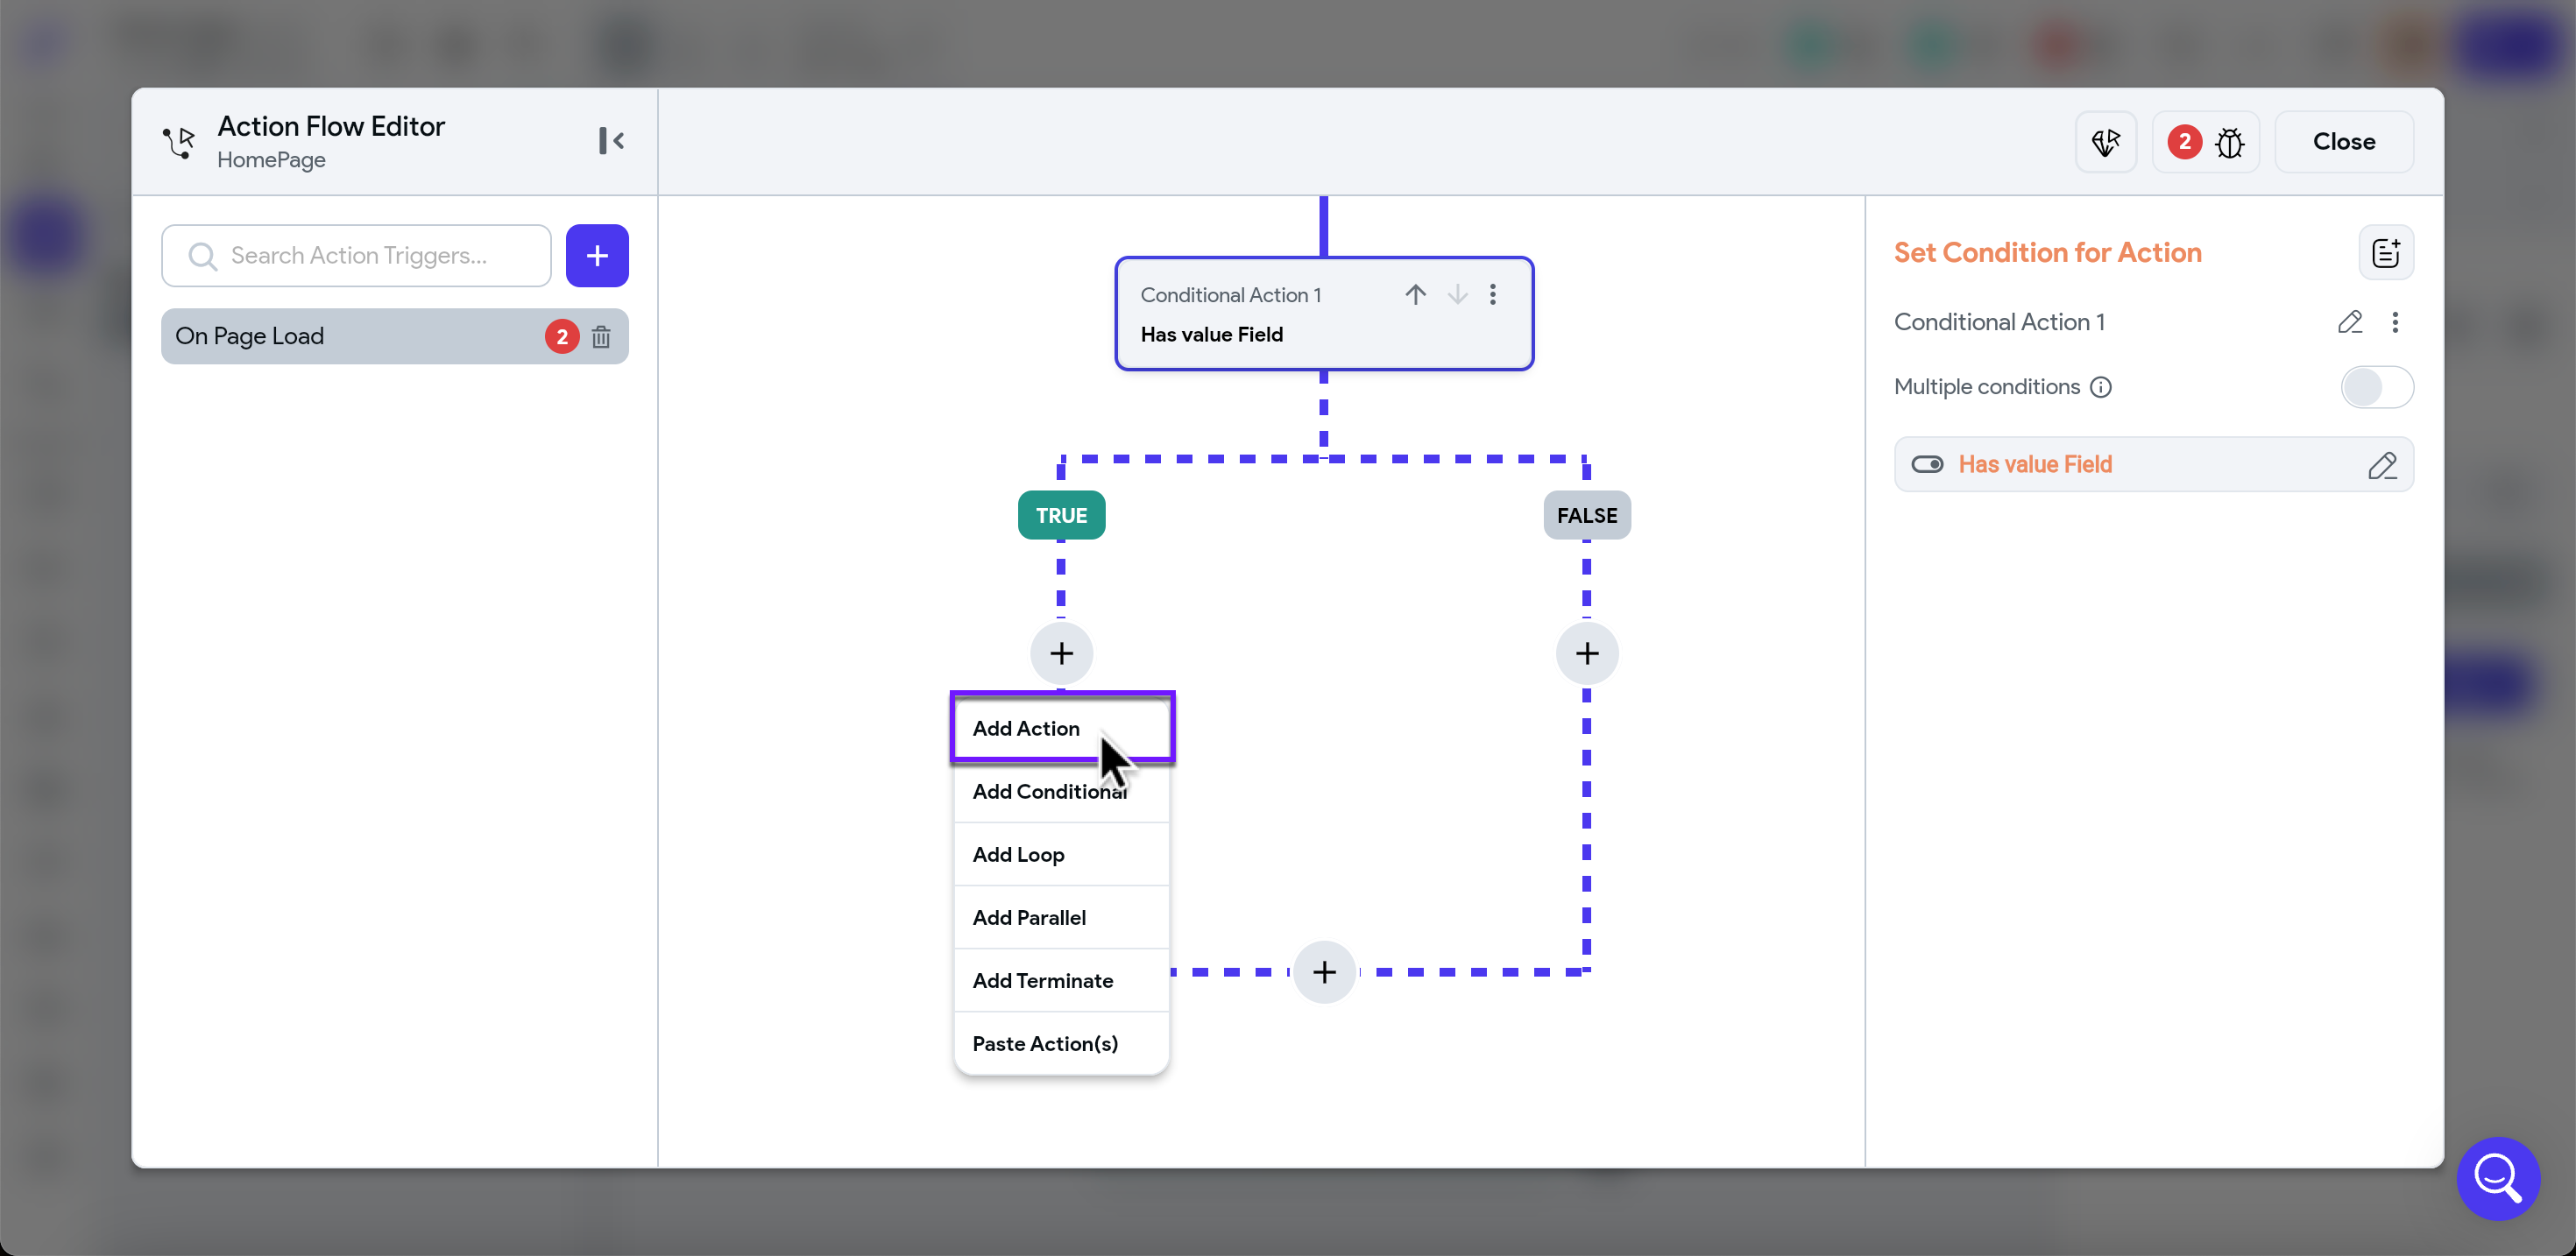 Action Flow Editor
HomePage
2
Close
Search Action Triggers...
On Page Load
2
Conditional Action 1
Has value Field
TRUE
FALSE
Add Action
Add Conditional
Add Loop
Add Parallel
Add Terminate
Paste Action(s)
Set Condition for Action
Conditional Action 1
Multiple conditions
Has value Field